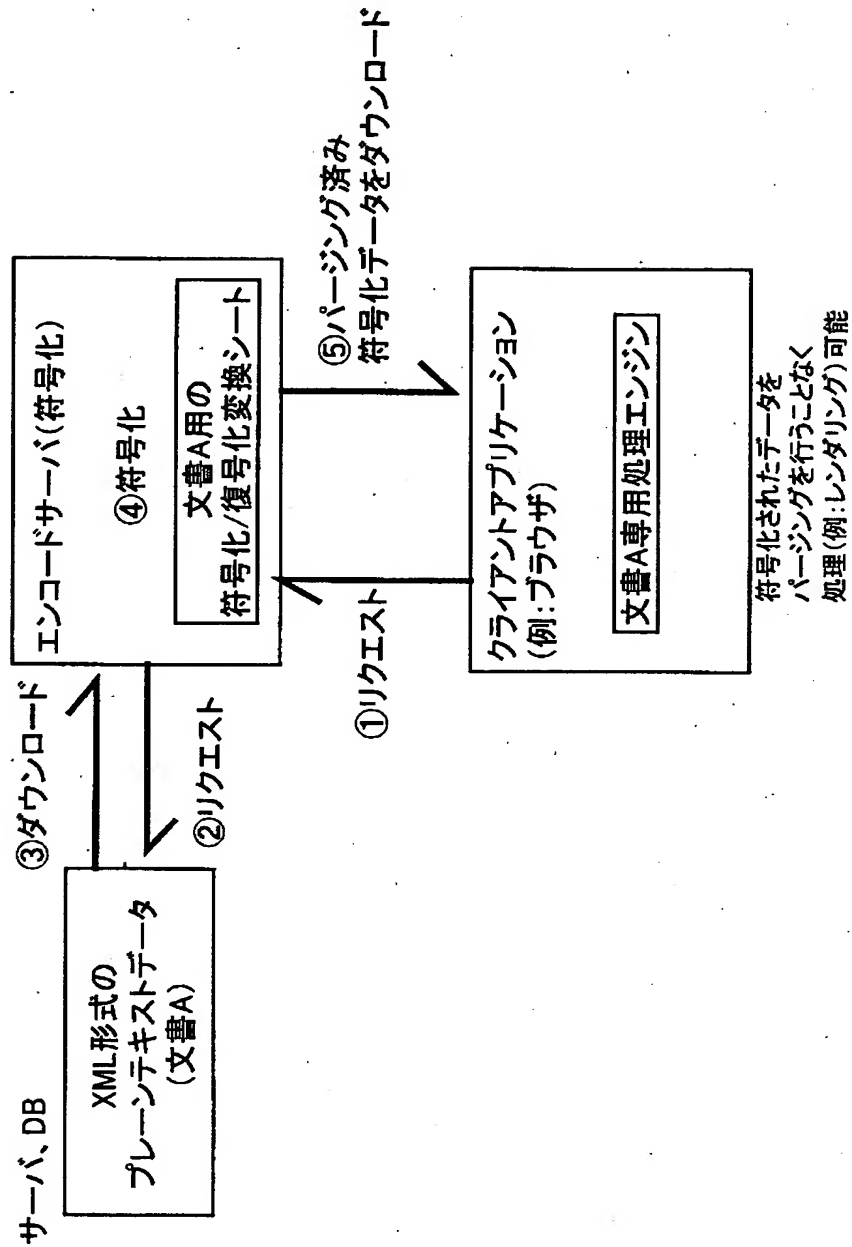 サーバ、DB
XML形式の
プレーンテキストデータ
(文書A)
③ダウンロード
②リクエスト
エンコードサーバ(符号化)
④符号化
文書A用の
符号化/復号化変換シート
①リクエスト
⑤パージング済み
符号化データをダウンロード
クライアントアプリケーション
(例:ブラウザ)
文書A専用処理エンジン
符号化されたデータを
パージングを行うことなく
処理(例:レンダリング)可能